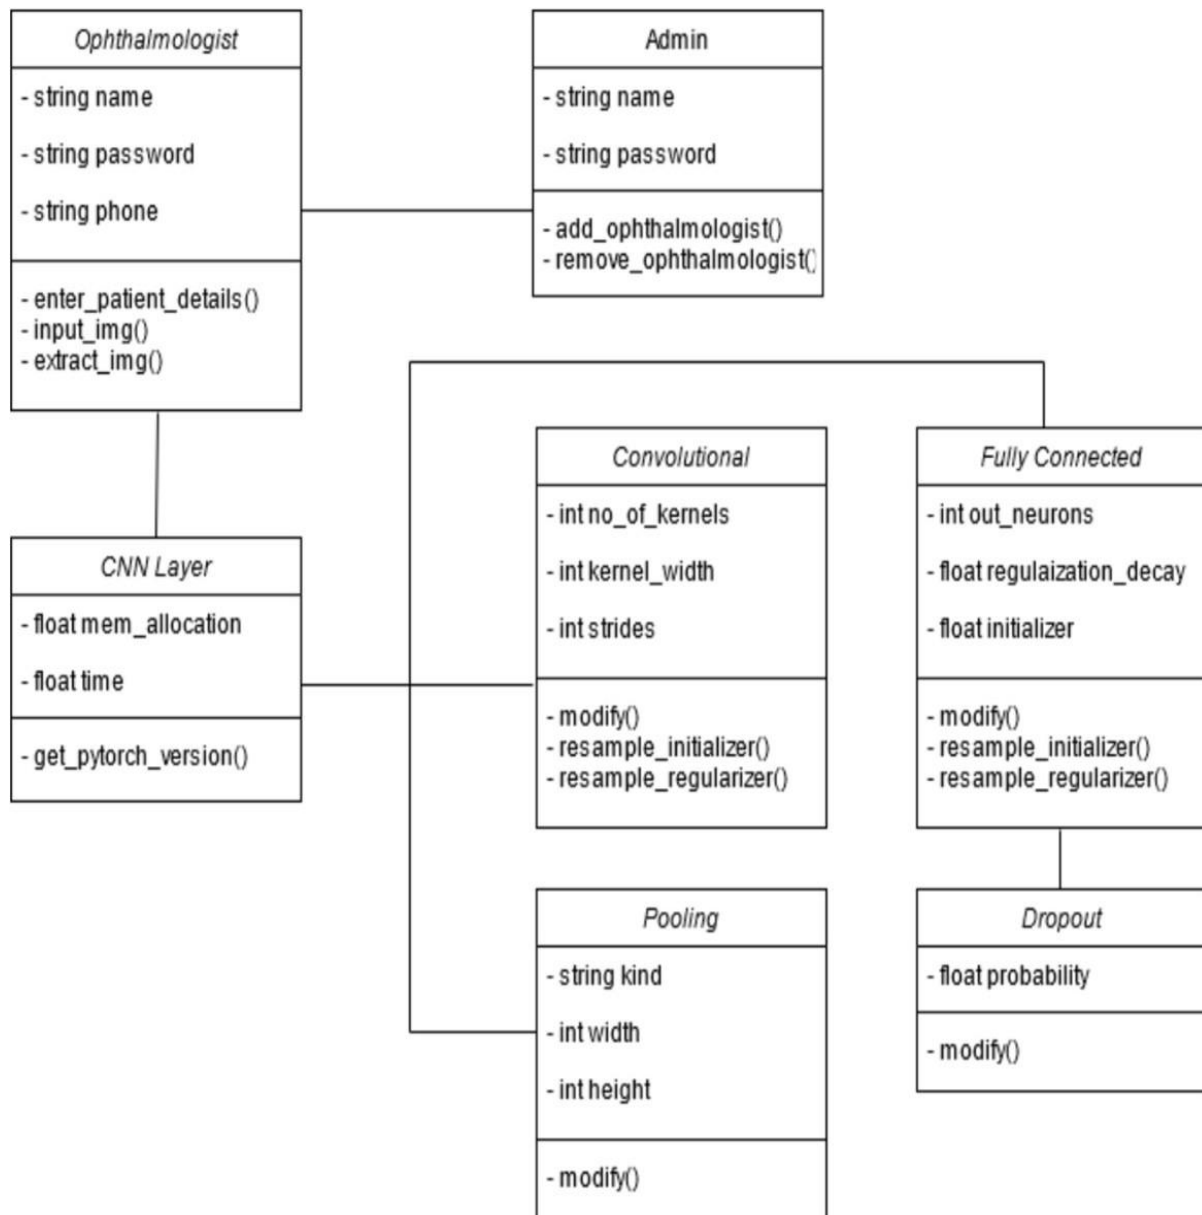 Ophthalmologist
- string name
- string password
- string phone
- enter_patient_details()
- input_img()
- extract_img()
Admin
- string name
- string password
- add_ophthalmologist()
- remove_ophthalmologist()
CNN Layer
- float mem_allocation
- float time
- get_pytorch_version()
Convolutional
- int no_of_kernels
- int kernel_width
- int strides
- modify()
- resample_initializer()
- resample_regularizer()
Fully Connected
- int out_neurons
- float regulaization_decay
- float initializer
- modify()
- resample_initializer()
- resample_regularizer()
Pooling
- string kind
- int width
- int height
- modify()
Dropout
- float probability
- modify()